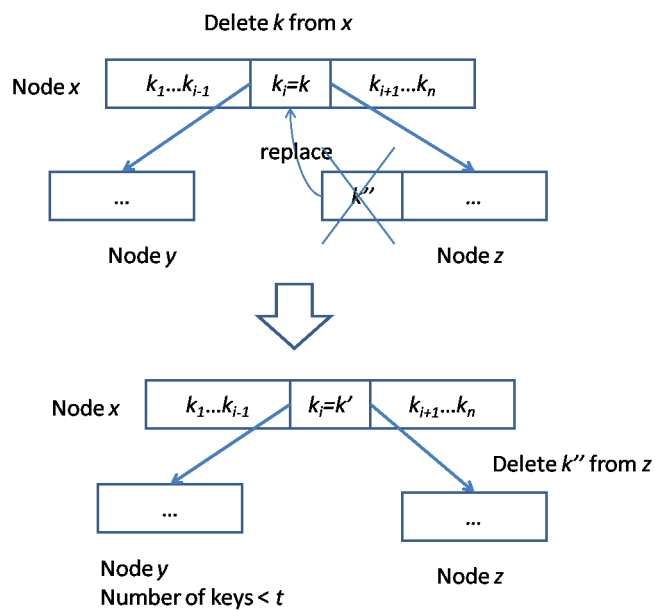 Delete k from x
Node x
k1...ki-1
ki=k
ki+1...kn
replace
...
k’’
...
Node y
Node z
Node x
k1...ki-1
ki=k’
ki+1...kn
Delete k’’ from z
...
...
Node y
Number of keys < t
Node z